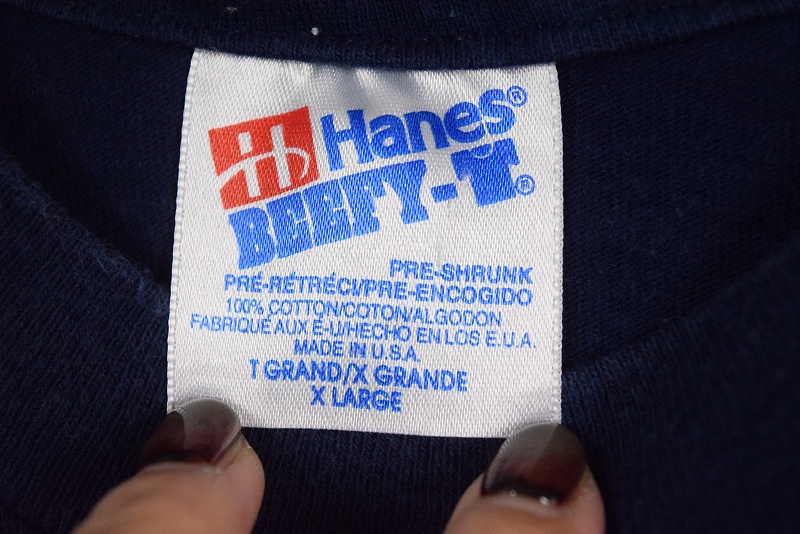 Hanes®
BEEFY-T®
PRE-SHRUNK
PRÉ-RÉTRÉCI/PRE-ENCOGIDO
100% COTTON/COTON/ALGODON
FABRIQUÉ AUX É-U/HECHO EN LOS E.U.A.
MADE IN U.S.A.
T GRAND/X GRANDE
X LARGE